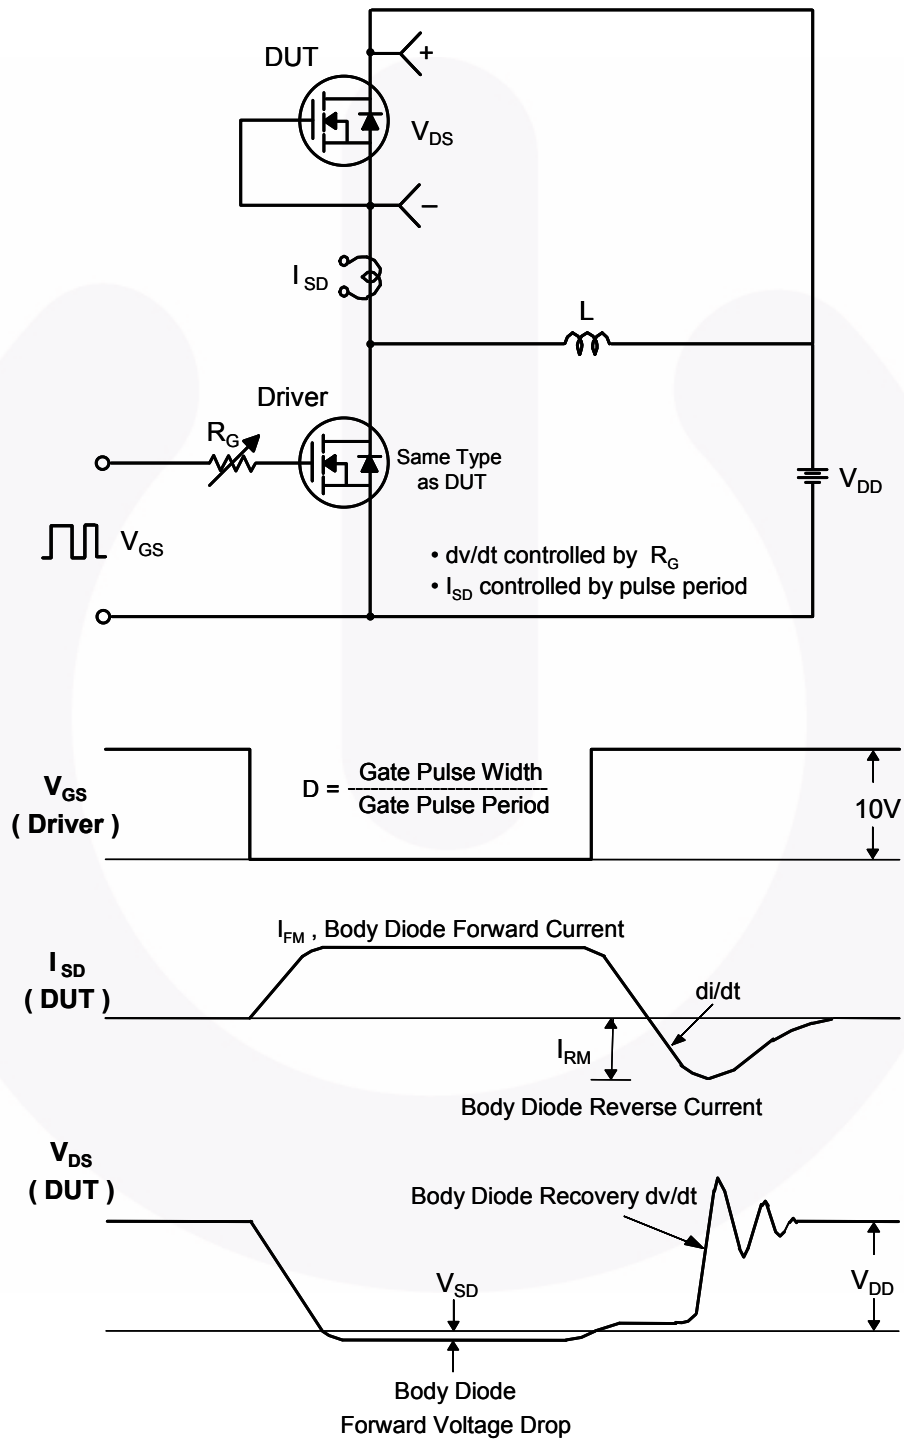 DUT
+
V_DS
−
I_SD
L
Driver
R_G
Same Type
as DUT
V_DD
V_GS
• dv/dt controlled by R_G
• I_SD controlled by pulse period
V_GS
( Driver )
D = Gate Pulse Width
Gate Pulse Period
10V
I_FM , Body Diode Forward Current
I_SD
( DUT )
di/dt
I_RM
Body Diode Reverse Current
V_DS
( DUT )
Body Diode Recovery dv/dt
V_SD
V_DD
Body Diode
Forward Voltage Drop